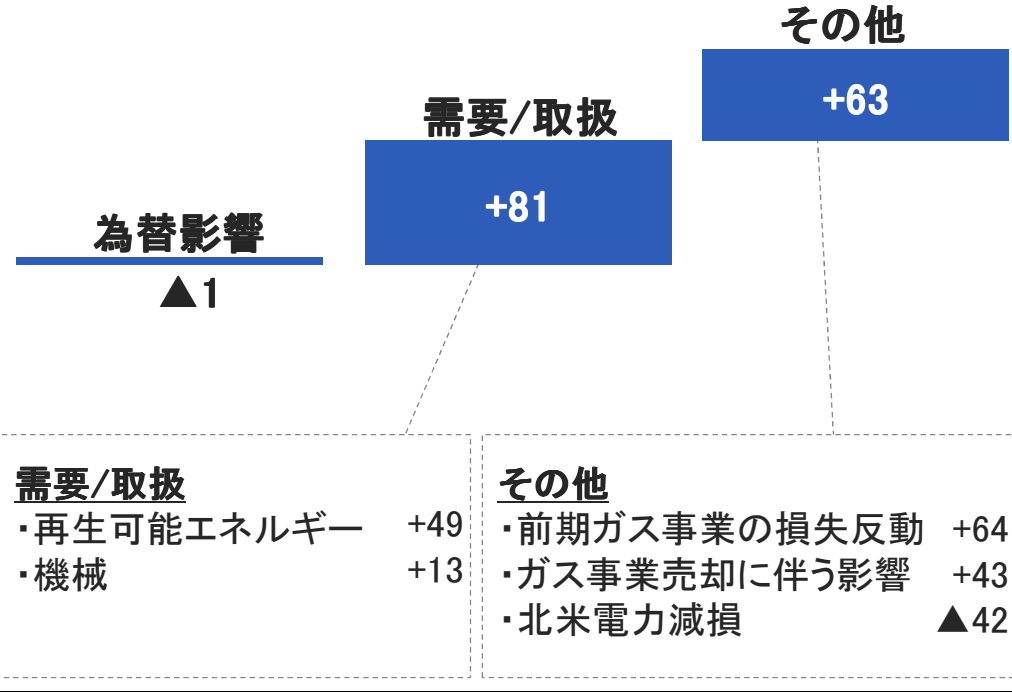 その他
+63
需要/取扱
+81
為替影響
▲1
需要/取扱
・再生可能エネルギー +49
・機械 +13
その他
・前期ガス事業の損失反動 +64
・ガス事業売却に伴う影響 +43
・北米電力減損 ▲42